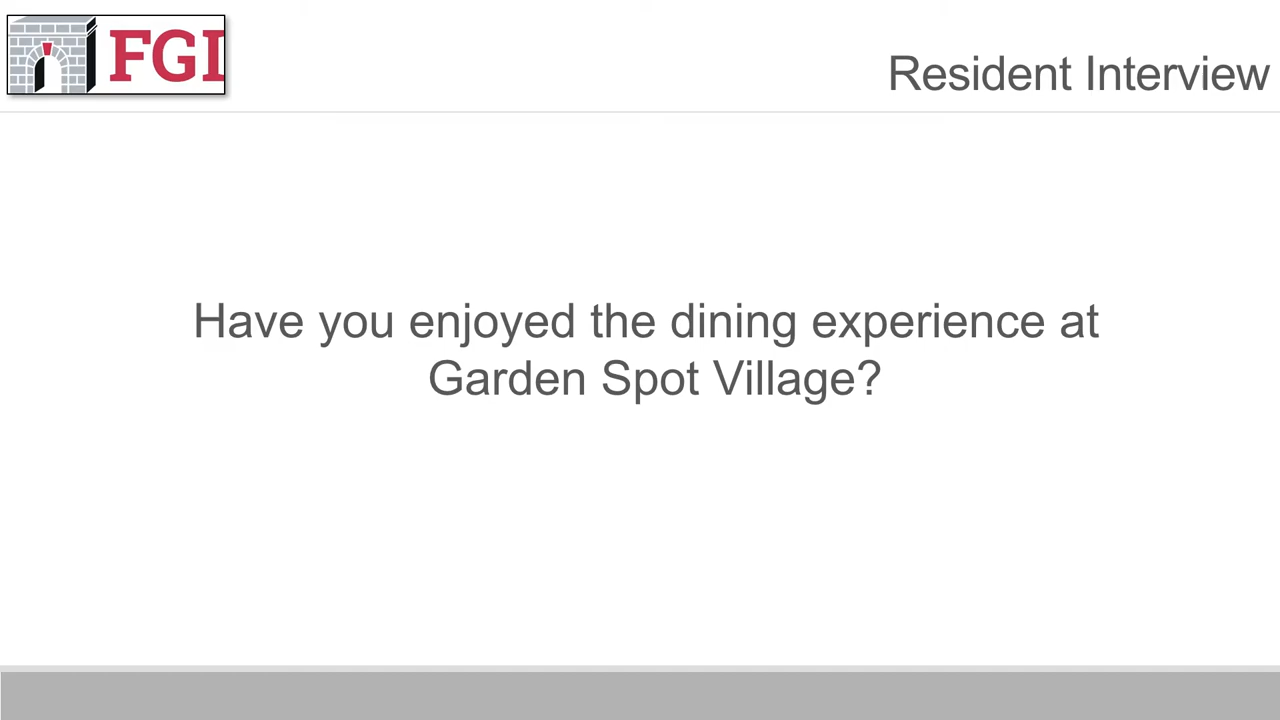 FGI
Resident Interview
Have you enjoyed the dining experience at
Garden Spot Village?